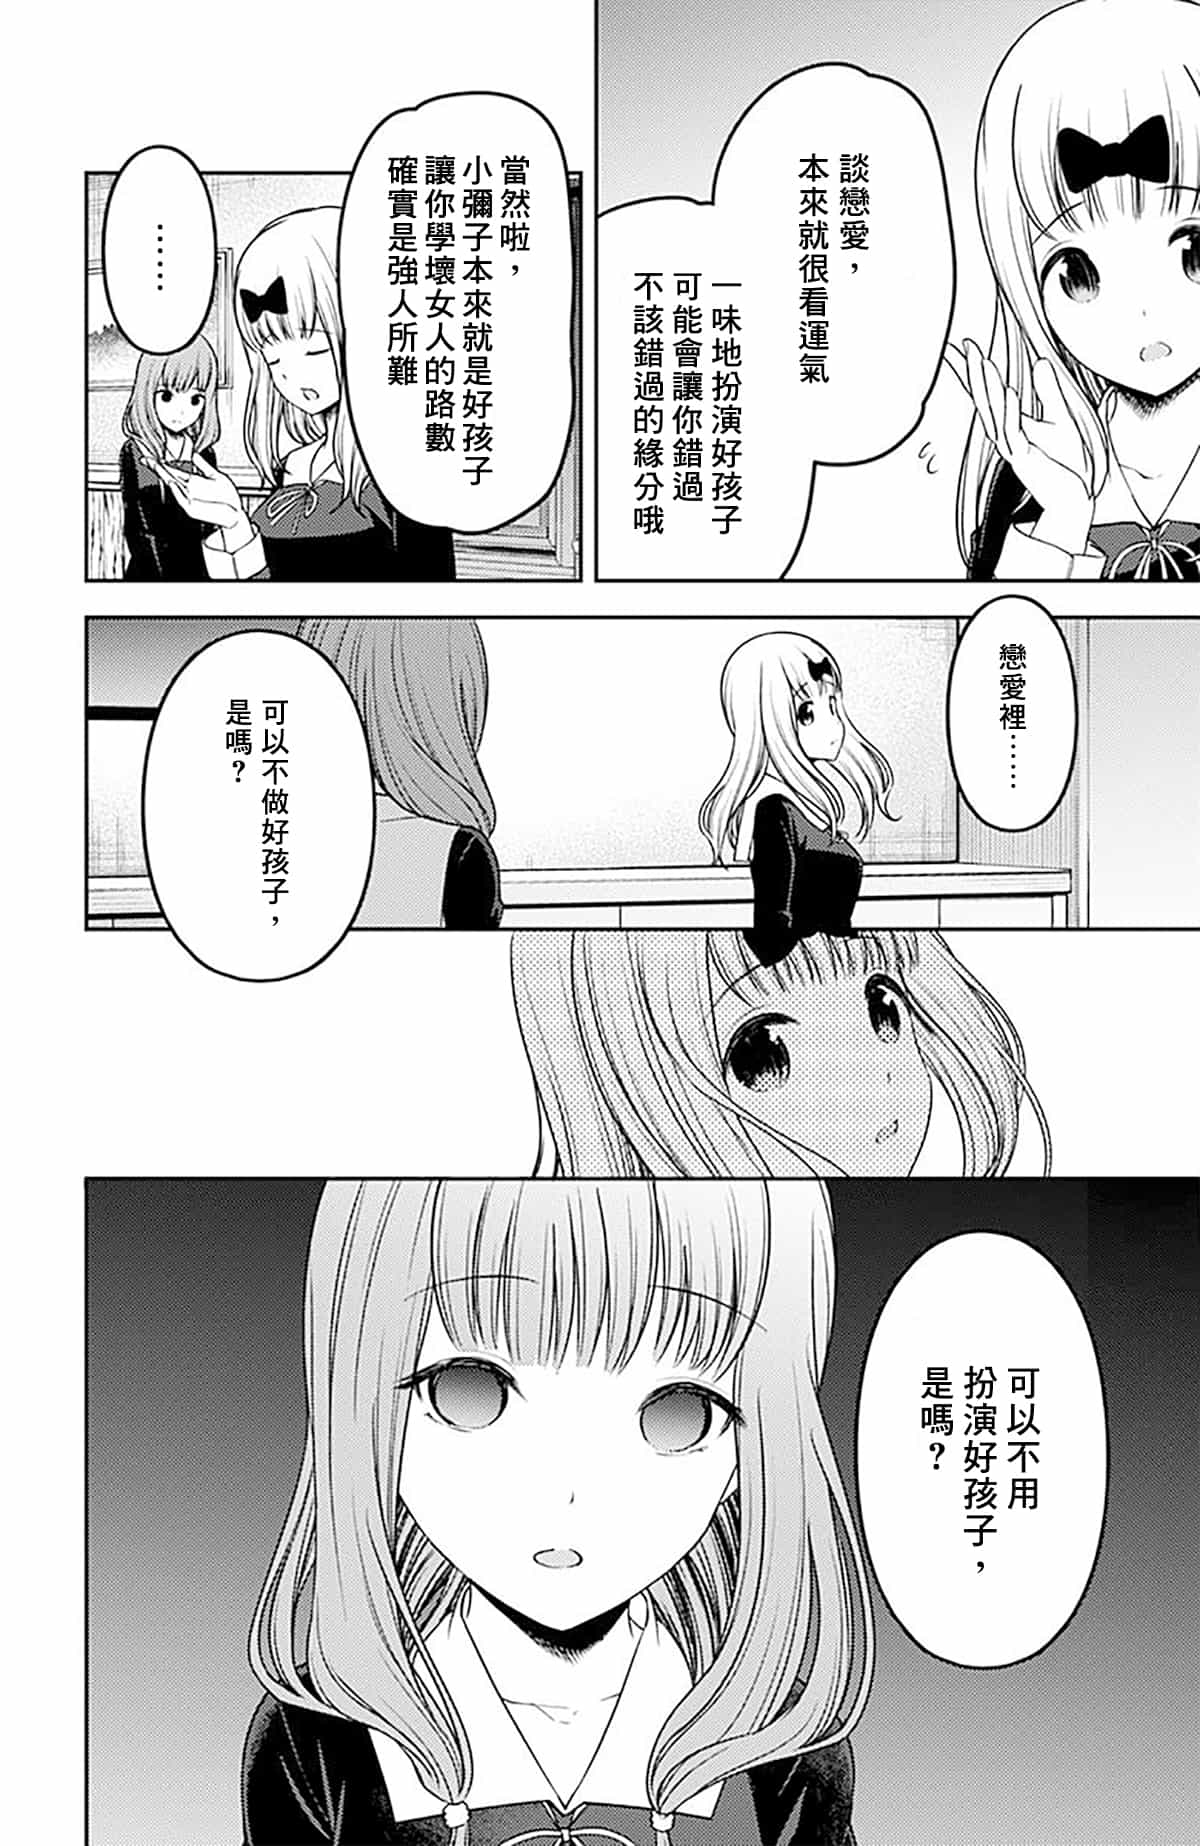 談戀愛，
本來就很看運氣
一味地扮演好孩子
可能會讓你錯過
不該錯過的緣分哦
當然啦，
小彌子本來就是好孩子
讓你學壞女人的路數
確實是強人所難
……
戀愛裡……
可以不做好孩子，
是嗎？
可以不用
扮演好孩子，
是嗎？